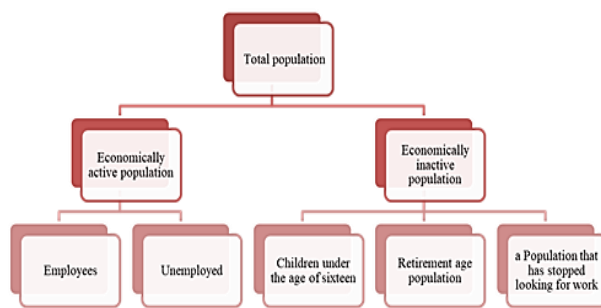 Total population
Economically
active population
Economically
inactive
population
Employees
Unemployed
Children under
the age of sixteen
Retirement age
population
a Population that
has stopped
looking for work